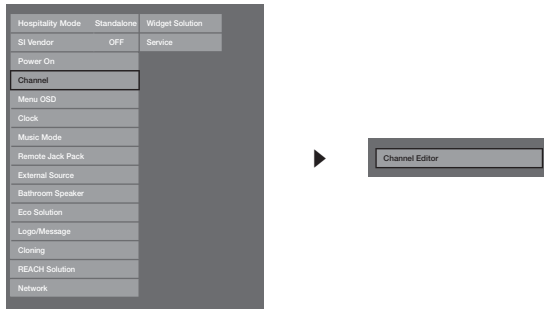 Hospitality Mode Standalone Widget Solution
SI Vendor OFF Service
Power On
Channel
Menu OSD
Clock
Music Mode
Remote Jack Pack
External Source
Bathroom Speaker
Eco Solution
Logo/Message
Cloning
REACH Solution
Network
Channel Editor